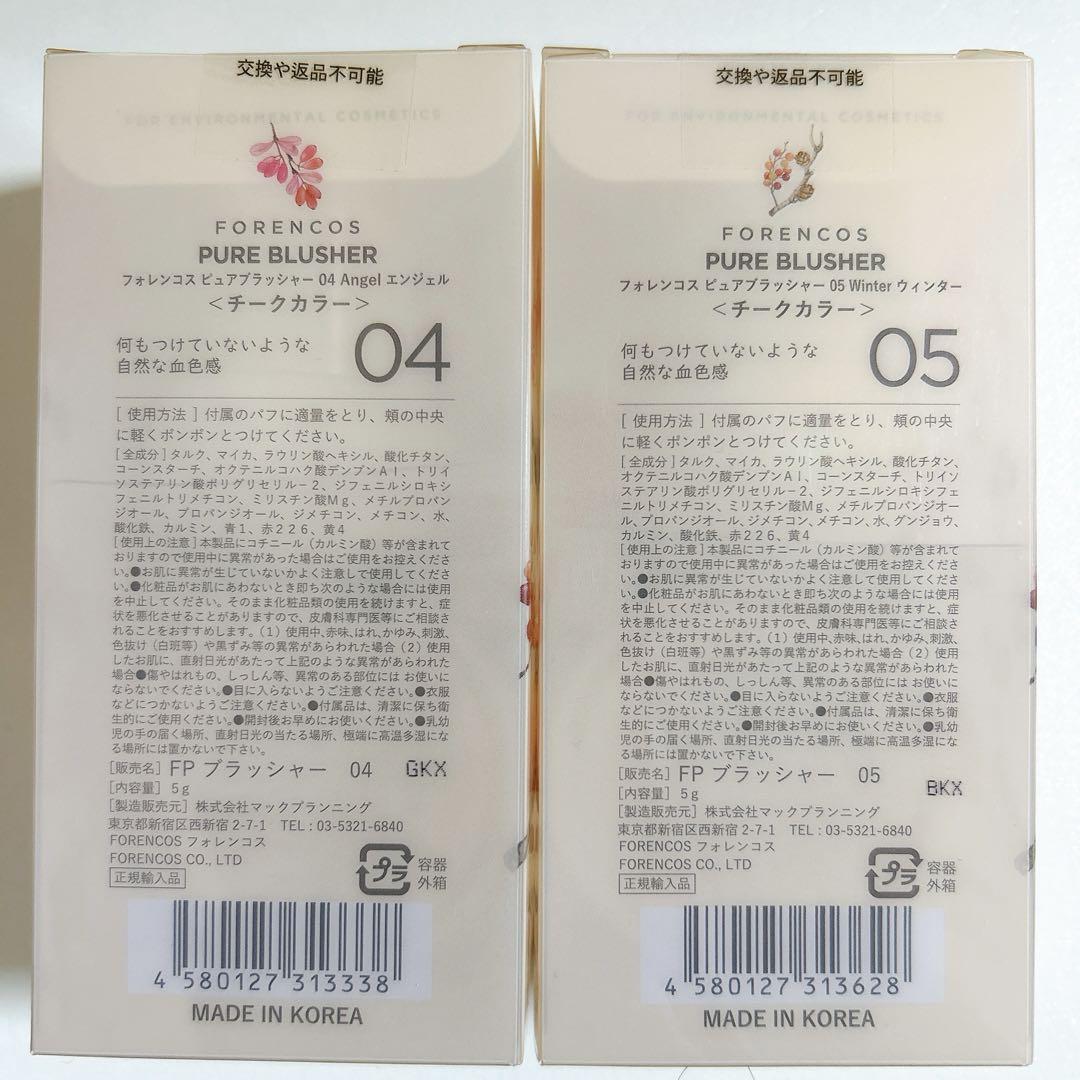 交換や返品不可能
FOR ENVIRONMENTAL COSMETICS
FORENCOS
PURE BLUSHER
フォレンコス ピュアブラッシャー 04 Angel エンジェル
＜チークカラー＞
何もつけていないような
自然な血色感
04
[ 使用方法 ] 付属のパフに適量をとり、頬の中央
に軽くポンポンとつけてください。
[全成分]タルク、マイカ、ラウリン酸ヘキシル、酸化チタン、
コーンスターチ、オクテニルコハク酸デンプンAl、トリイ
ソステアリン酸ポリグリセリル−2、ジフェニルシロキシフ
ェニルトリメチコン、ミリスチン酸Mg、メチルプロパン
ジオール、プロパンジオール、ジメチコン、メチコン、水、
酸化鉄、カルミン、青1、赤226、黄4
[使用上の注意]本製品にコチニール（カルミン酸）等が含まれて
おりますので使用中に異常があった場合はご使用をお控えくださ
い。●お肌に異常が生じていないかよく注意して使用してくださ
い。●化粧品がお肌にあわないとき即ち次のような場合には使用
を中止してください。そのまま化粧品類の使用を続けますと、症
状を悪化させることがありますので、皮膚科専門医等にご相談さ
れることをおすすめします。（1）使用中、赤味、はれ、かゆみ、刺激、
色抜け（白斑等）や黒ずみ等の異常があらわれた場合（2）使用
したお肌に、直射日光があたって上記のような異常があらわれた
場合●傷やはれもの、しっしん等、異常のある部位には お使いに
ならないでください。●目に入らないようご注意ください。●衣服
などにつかないようご注意ください。●付属品は、清潔に保ち衛
生的にご使用ください。●開封後お早めにお使いください。●乳幼
児の手の届く場所、直射日光の当たる場所、極端に高温多湿にな
る場所には置かないで下さい。
[販売名] FP ブラッシャー 04 GKX
[内容量] 5g
[製造販売元] 株式会社マックプランニング
東京都新宿区西新宿 2-7-1 TEL : 03-5321-6840
FORENCOS フォレンコス
FORENCOS CO., LTD
正規輸入品
プラ
容器
外箱
4 580127 313338
MADE IN KOREA
交換や返品不可能
FOR ENVIRONMENTAL COSMETICS
FORENCOS
PURE BLUSHER
フォレンコス ピュアブラッシャー 05 Winter ウィンター
＜チークカラー＞
何もつけていないような
自然な血色感
05
[ 使用方法 ] 付属のパフに適量をとり、頬の中央
に軽くポンポンとつけてください。
[全成分]タルク、マイカ、ラウリン酸ヘキシル、酸化チタン、
オクテニルコハク酸デンプンAl、コーンスターチ、トリイソ
ステアリン酸ポリグリセリル−2、ジフェニルシロキシフェ
ニルトリメチコン、ミリスチン酸Mg、メチルプロパンジオー
ル、プロパンジオール、ジメチコン、メチコン、水、グンジョウ、
カルミン、酸化鉄、赤226、黄4
[使用上の注意]本製品にコチニール（カルミン酸）等が含まれて
おりますので使用中に異常があった場合はご使用をお控えくださ
い。●お肌に異常が生じていないかよく注意して使用してくださ
い。●化粧品がお肌にあわないとき即ち次のような場合には使用
を中止してください。そのまま化粧品類の使用を続けますと、症
状を悪化させることがありますので、皮膚科専門医等にご相談さ
れることをおすすめします。（1）使用中、赤味、はれ、かゆみ、刺激、
色抜け（白斑等）や黒ずみ等の異常があらわれた場合（2）使用
したお肌に、直射日光があたって上記のような異常があらわれた
場合●傷やはれもの、しっしん等、異常のある部位には お使いに
ならないでください。●目に入らないようご注意ください。●衣服
などにつかないようご注意ください。●付属品は、清潔に保ち衛
生的にご使用ください。●開封後お早めにお使いください。●乳幼
児の手の届く場所、直射日光の当たる場所、極端に高温多湿にな
る場所には置かないで下さい。
[販売名] FP ブラッシャー 05
[内容量] 5g BKX
[製造販売元] 株式会社マックプランニング
東京都新宿区西新宿 2-7-1 TEL : 03-5321-6840
FORENCOS フォレンコス
FORENCOS CO., LTD
正規輸入品
プラ
容器
外箱
4 580127 313628
MADE IN KOREA